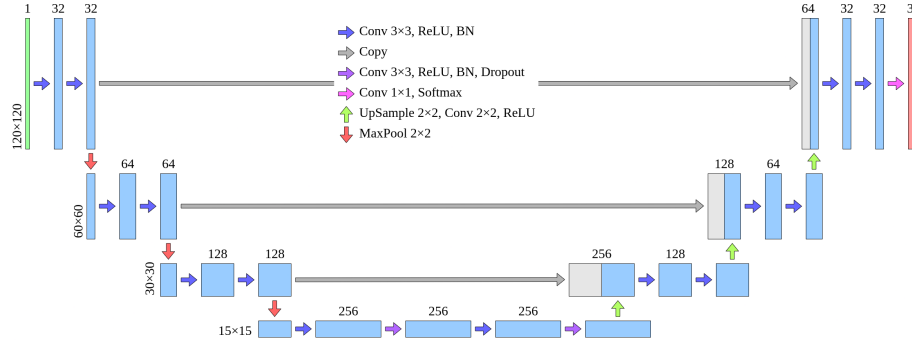 1 32 32
64 32 32 3
120×120
Conv 3×3, ReLU, BN
Copy
Conv 3×3, ReLU, BN, Dropout
Conv 1×1, Softmax
UpSample 2×2, Conv 2×2, ReLU
MaxPool 2×2
64 64
128 64
60×60
128 128
256 128
30×30
256 256 256
15×15